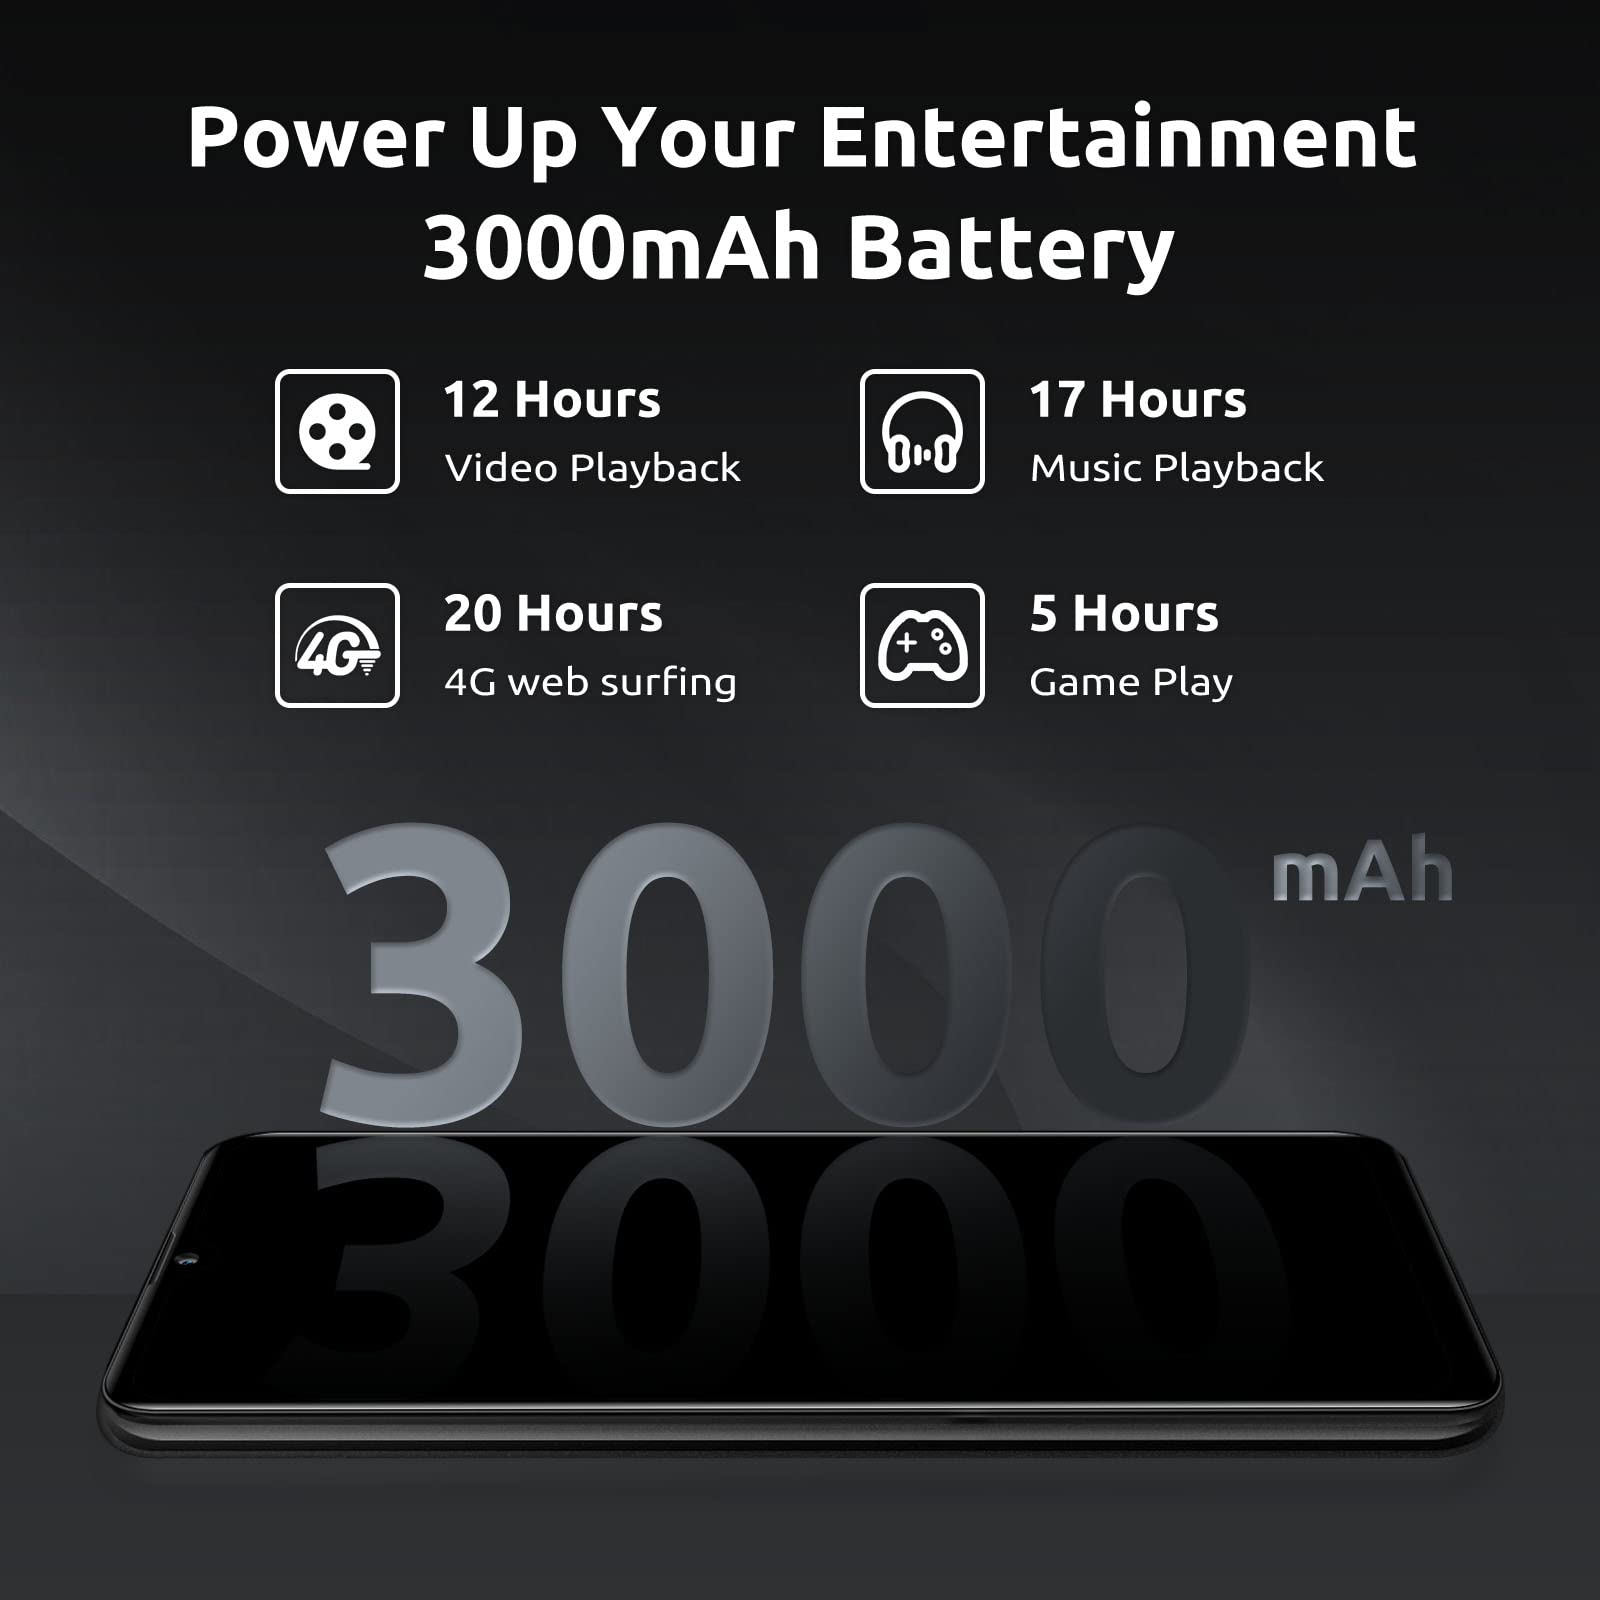 Power Up Your Entertainment
3000mAh Battery
12 Hours
Video Playback
17 Hours
Music Playback
4G
20 Hours
4G web surfing
5 Hours
Game Play
3000 mAh
3000